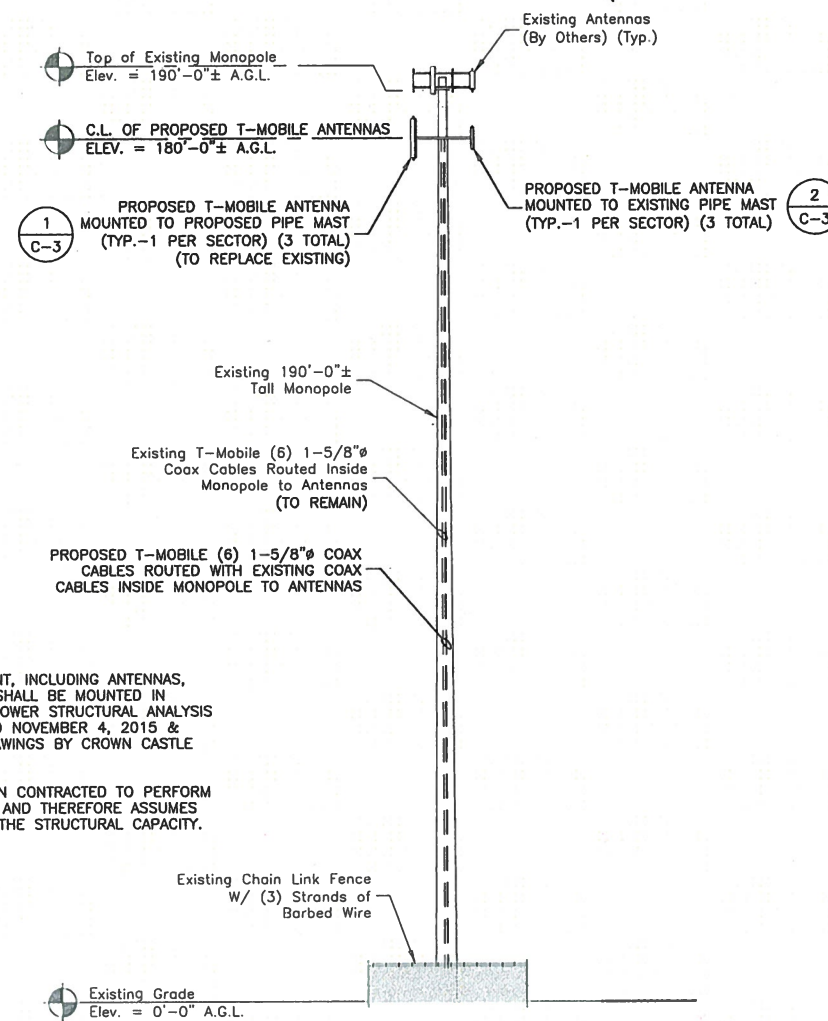 Existing Antennas
(By Others) (Typ.)
Top of Existing Monopole
Elev. = 190'-0"± A.G.L.
C.L. OF PROPOSED T-MOBILE ANTENNAS
ELEV. = 180'-0"± A.G.L.
1
C-3
PROPOSED T-MOBILE ANTENNA
MOUNTED TO PROPOSED PIPE MAST
(TYP.-1 PER SECTOR) (3 TOTAL)
(TO REPLACE EXISTING)
PROPOSED T-MOBILE ANTENNA
MOUNTED TO EXISTING PIPE MAST
(TYP.-1 PER SECTOR) (3 TOTAL)
2
C-3
Existing 190'-0"±
Tall Monopole
Existing T-Mobile (6) 1-5/8"ø
Coax Cables Routed Inside
Monopole to Antennas
(TO REMAIN)
PROPOSED T-MOBILE (6) 1-5/8"ø COAX
CABLES ROUTED WITH EXISTING COAX
CABLES INSIDE MONOPOLE TO ANTENNAS
NT, INCLUDING ANTENNAS,
SHALL BE MOUNTED IN
OWER STRUCTURAL ANALYSIS
NOVEMBER 4, 2015 &
AWINGS BY CROWN CASTLE
N CONTRACTED TO PERFORM
AND THEREFORE ASSUMES
THE STRUCTURAL CAPACITY.
Existing Chain Link Fence
W/ (3) Strands of
Barbed Wire
Existing Grade
Elev. = 0'-0" A.G.L.